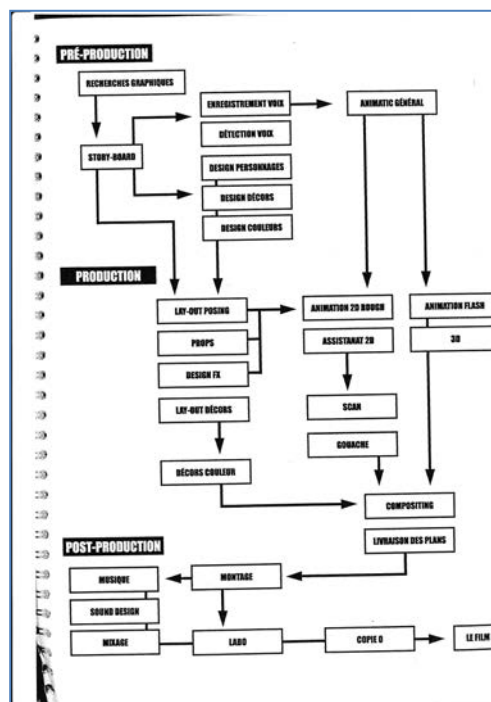 PRÉ-PRODUCTION
RECHERCHES GRAPHIQUES
ENREGISTREMENT VOIX
ANIMATIC GÉNÉRAL
DÉTECTION VOIX
STORY-BOARD
DESIGN PERSONNAGES
DESIGN DÉCORS
DESIGN COULEURS
PRODUCTION
LAY-OUT POSING
ANIMATION 2D ROUGH
ANIMATION FLASH
PROPS
ASSISTANAT 2D
3D
DESIGN FX
LAY-OUT DÉCORS
SCAN
GOUACHE
DÉCORS COULEUR
COMPOSITING
LIVRAISON DES PLANS
POST-PRODUCTION
MUSIQUE
MONTAGE
SOUND DESIGN
MIXAGE
LABO
COPIE 0
LE FILM